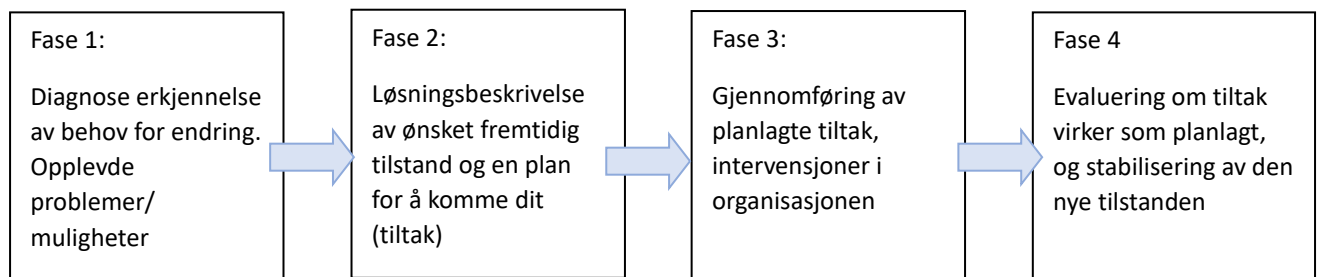 Fase 1:
Diagnose erkjennelse
av behov for endring.
Opplevde
problemer/
muligheter
Fase 2:
Løsningsbeskrivelse
av ønsket fremtidig
tilstand og en plan
for å komme dit
(tiltak)
Fase 3:
Gjennomføring av
planlagte tiltak,
intervensjoner i
organisasjonen
Fase 4
Evaluering om tiltak
virker som planlagt,
og stabilisering av den
nye tilstanden